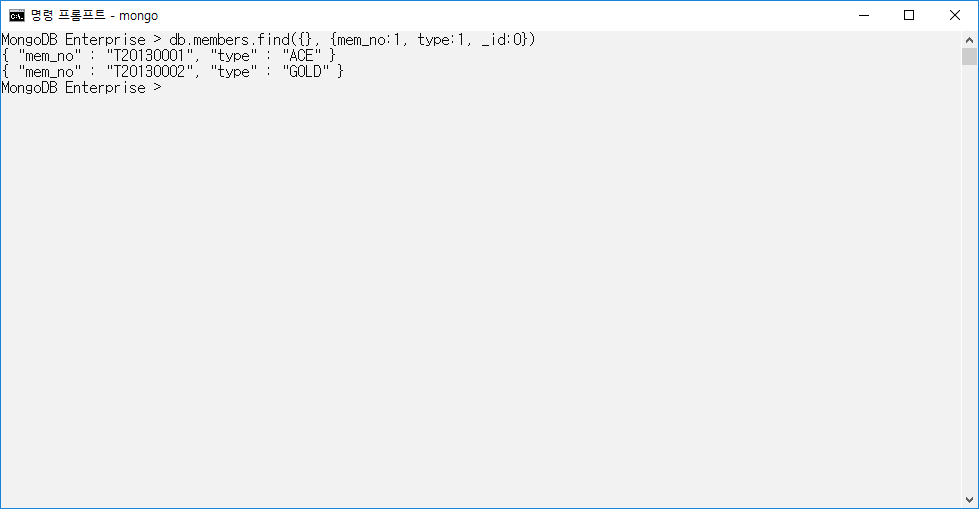 명령 프롬프트 - mongo
MongoDB Enterprise > db.members.find({}, {mem_no:1, type:1, _id:0})
{ "mem_no" : "T20130001", "type" : "ACE" }
{ "mem_no" : "T20130002", "type" : "GOLD" }
MongoDB Enterprise >